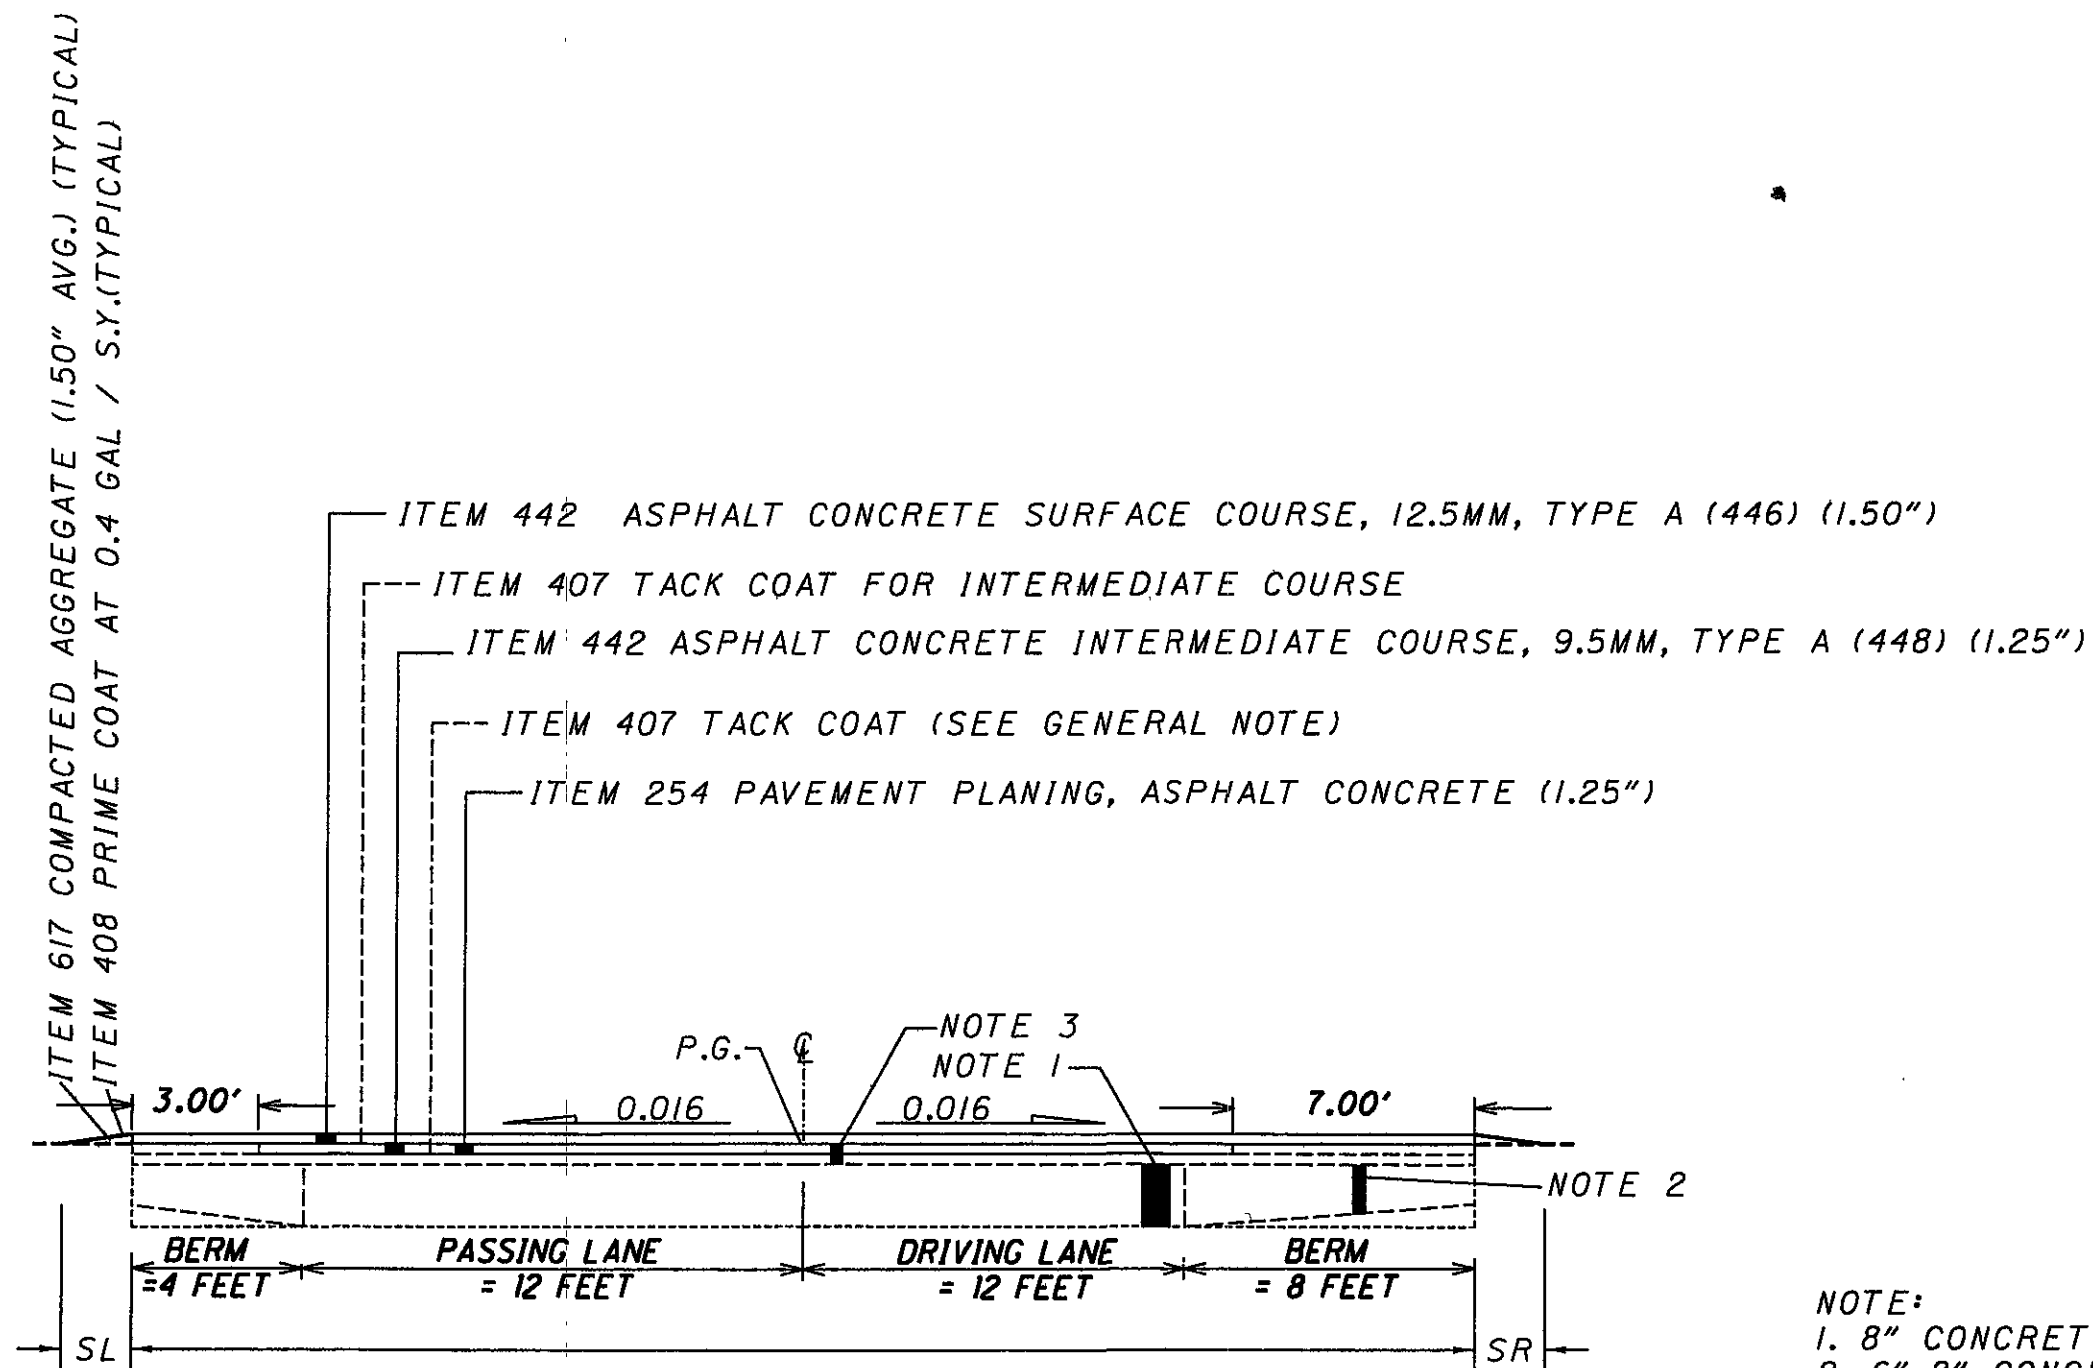 ITEM 617 COMPACTED AGGREGATE (1.50" AVG.) (TYPICAL)
ITEM 408 PRIME COAT AT 0.4 GAL / S.Y.(TYPICAL)
ITEM 442 ASPHALT CONCRETE SURFACE COURSE, 12.5MM, TYPE A (446) (1.50")
ITEM 407 TACK COAT FOR INTERMEDIATE COURSE
ITEM 442 ASPHALT CONCRETE INTERMEDIATE COURSE, 9.5MM, TYPE A (448) (1.25")
ITEM 407 TACK COAT (SEE GENERAL NOTE)
ITEM 254 PAVEMENT PLANING, ASPHALT CONCRETE (1.25")
NOTE 3
P.G. ℄
NOTE 1
3.00' 0.016 0.016 7.00'
NOTE 2
BERM PASSING LANE DRIVING LANE BERM
=4 FEET = 12 FEET = 12 FEET = 8 FEET
SL SR
NOTE:
1. 8" CONCRET